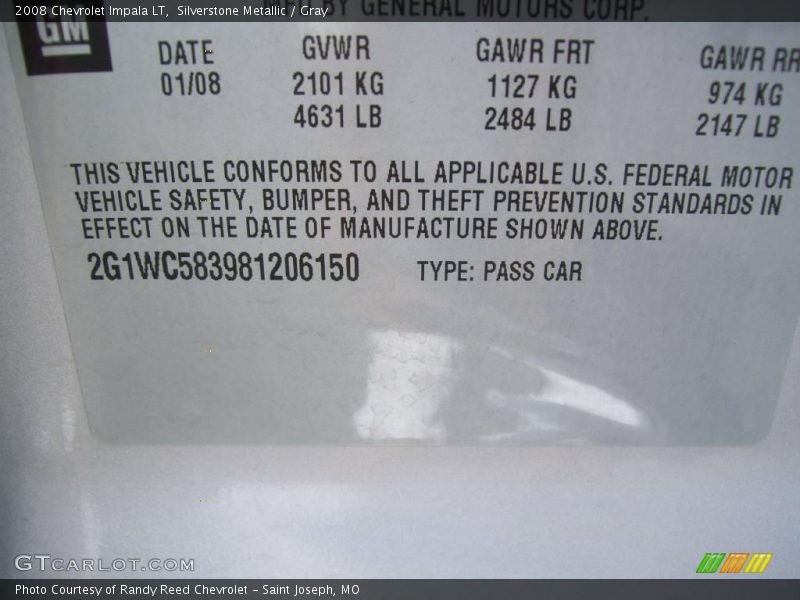 2008 Chevrolet Impala LT,  Silverstone Metallic / Gray
BY GENERAL MOTORS CORP.
GM
DATE GVWR GAWR FRT GAWR RR
01/08 2101 KG 1127 KG 974 KG
4631 LB 2484 LB 2147 LB
THIS VEHICLE CONFORMS TO ALL APPLICABLE U.S. FEDERAL MOTOR
VEHICLE SAFETY, BUMPER, AND THEFT PREVENTION STANDARDS IN
EFFECT ON THE DATE OF MANUFACTURE SHOWN ABOVE.
2G1WC583981206150 TYPE: PASS CAR
GTCARLOT.COM
Photo Courtesy of Randy Reed Chevrolet - Saint Joseph, MO